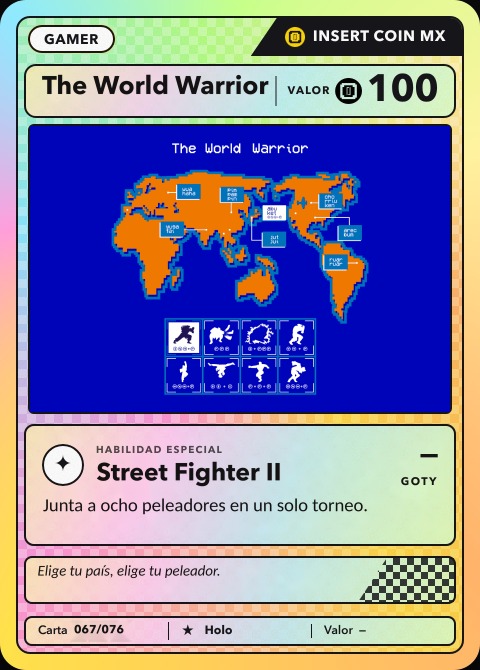 GAMER
INSERT COIN MX
The World Warrior
VALOR 100
The World Warrior
HABILIDAD ESPECIAL
Street Fighter II
–
GOTY
Junta a ocho peleadores en un solo torneo.
Elige tu país, elige tu peleador.
Carta 067/076
★ Holo
Valor –